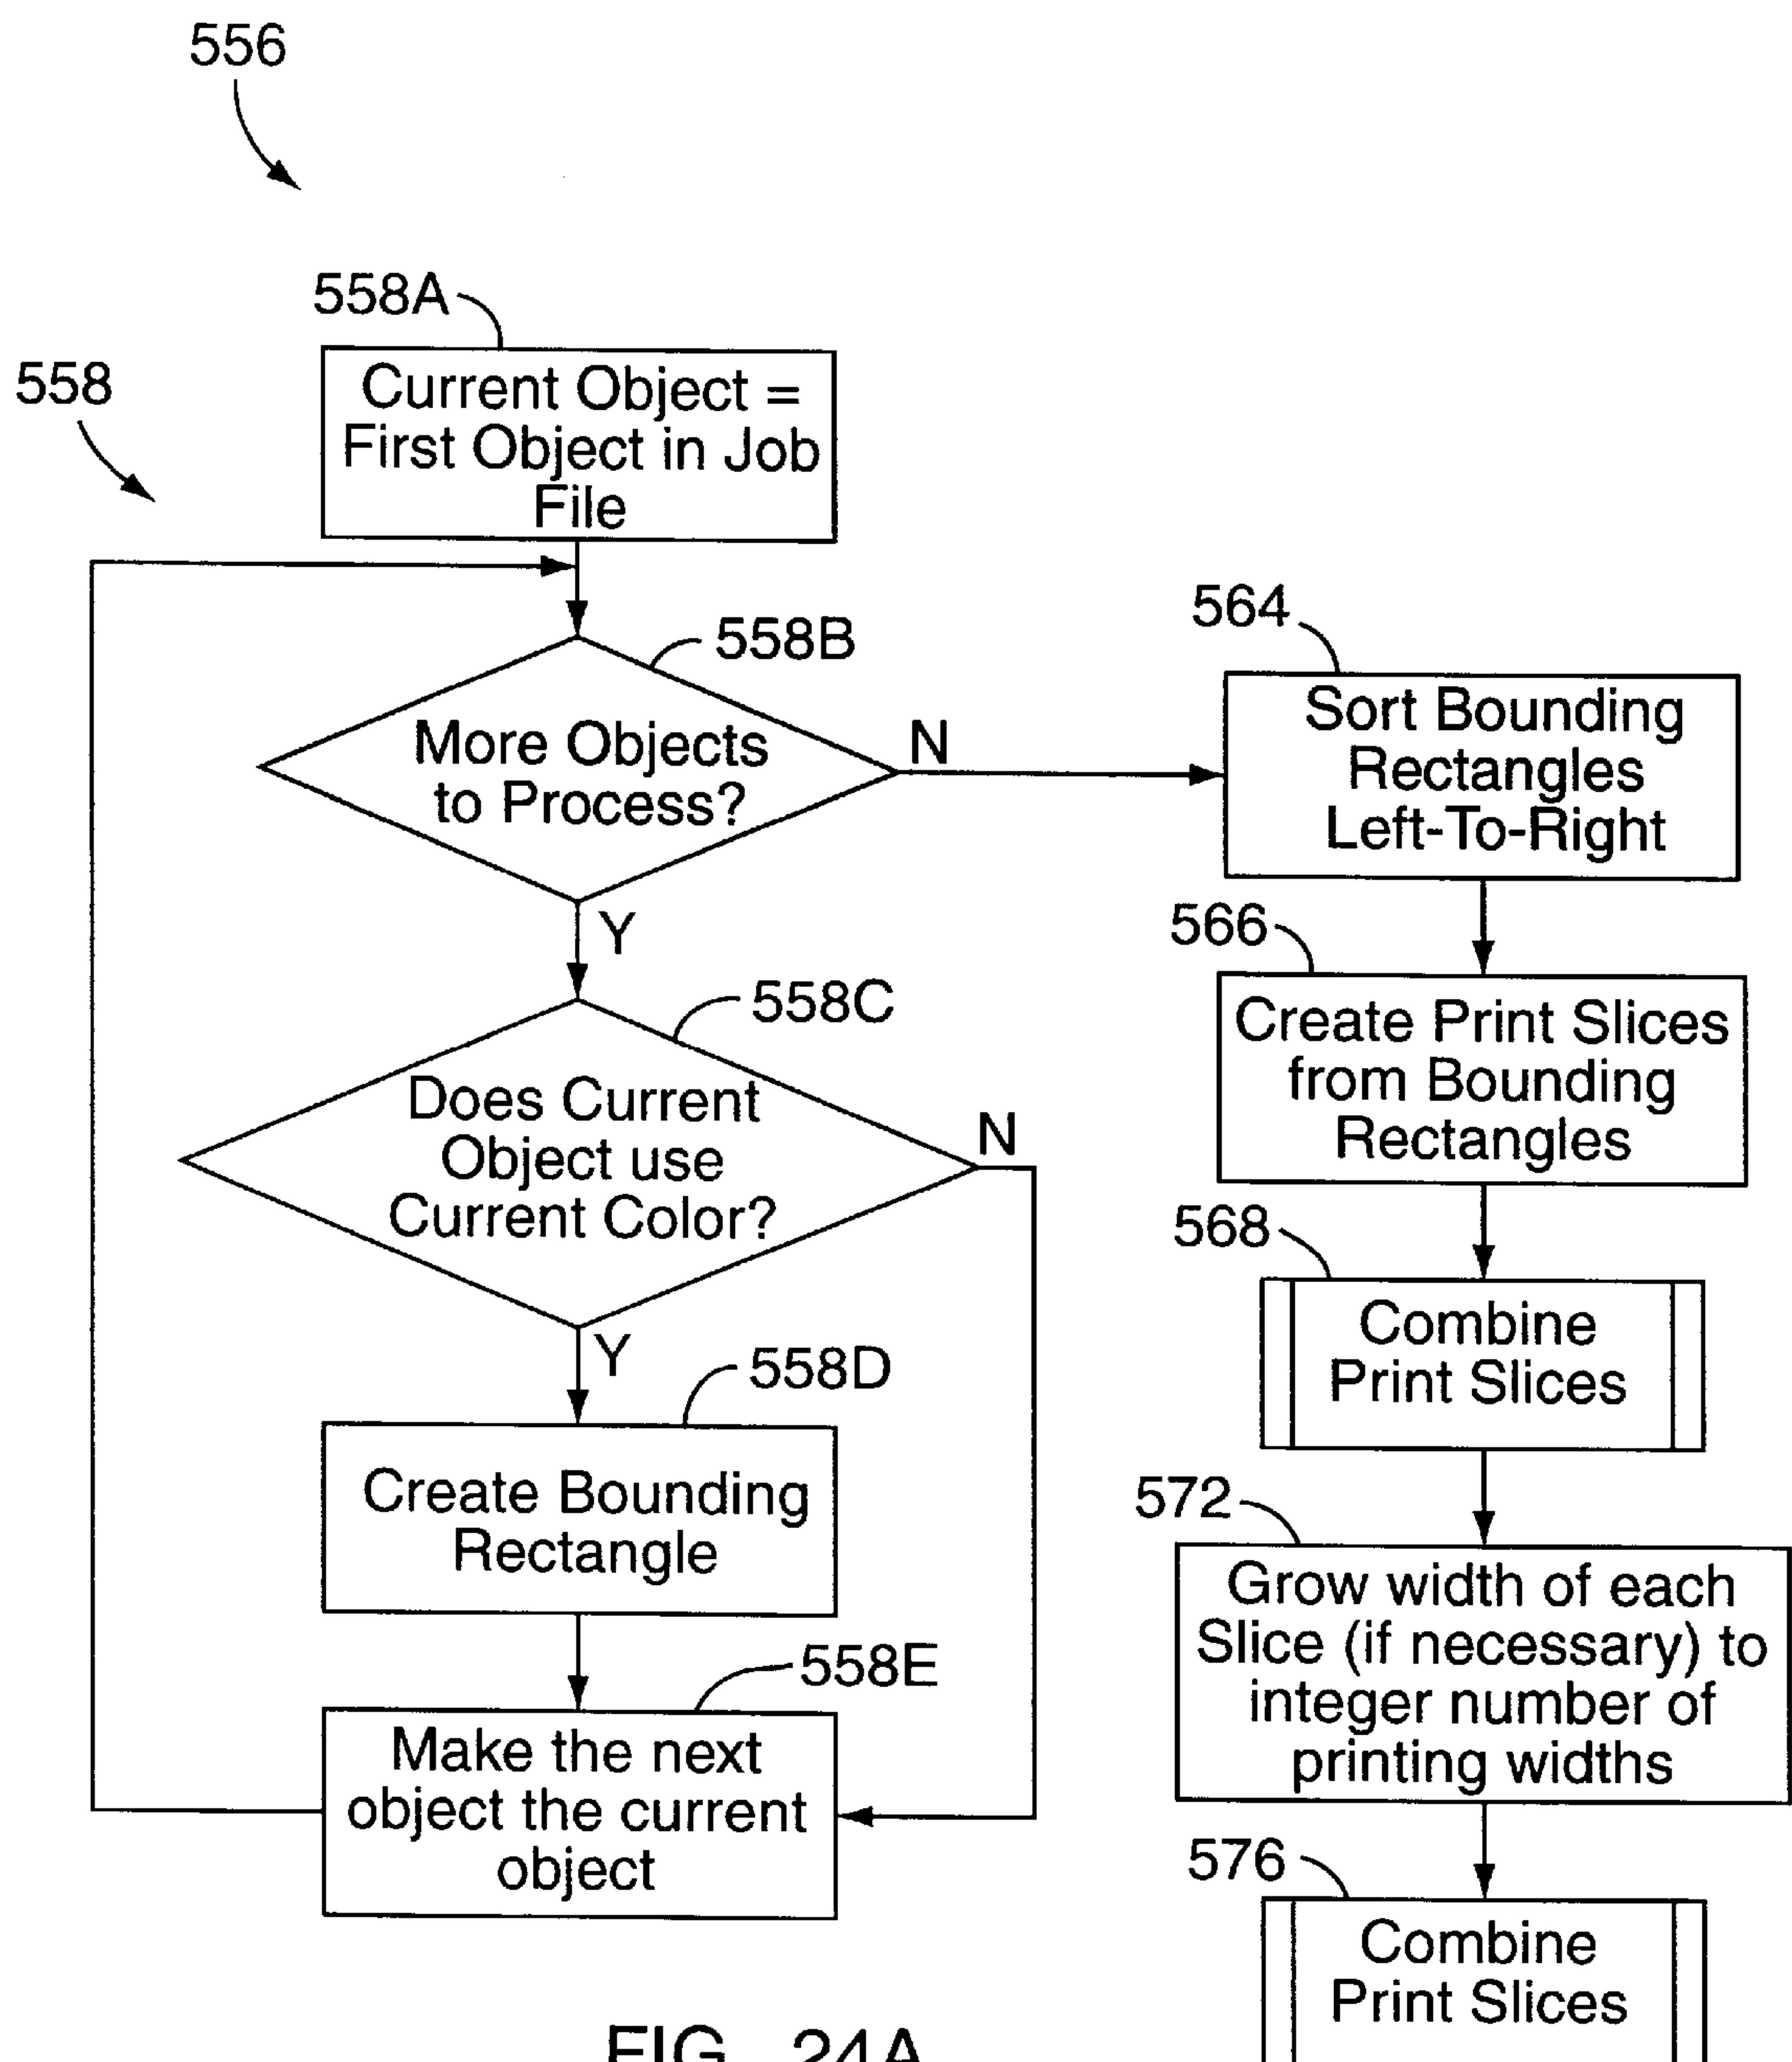 556
558A
558
Current Object =
First Object in Job
File
558B
More Objects
to Process?
N
Y
558C
Does Current
Object use
Current Color?
N
Y
558D
Create Bounding
Rectangle
558E
Make the next
object the current
object
564
Sort Bounding
Rectangles
Left-To-Right
566
Create Print Slices
from Bounding
Rectangles
568
Combine
Print Slices
572
Grow width of each
Slice (if necessary) to
integer number of
printing widths
576
Combine
Print Slices
FIG. 24A